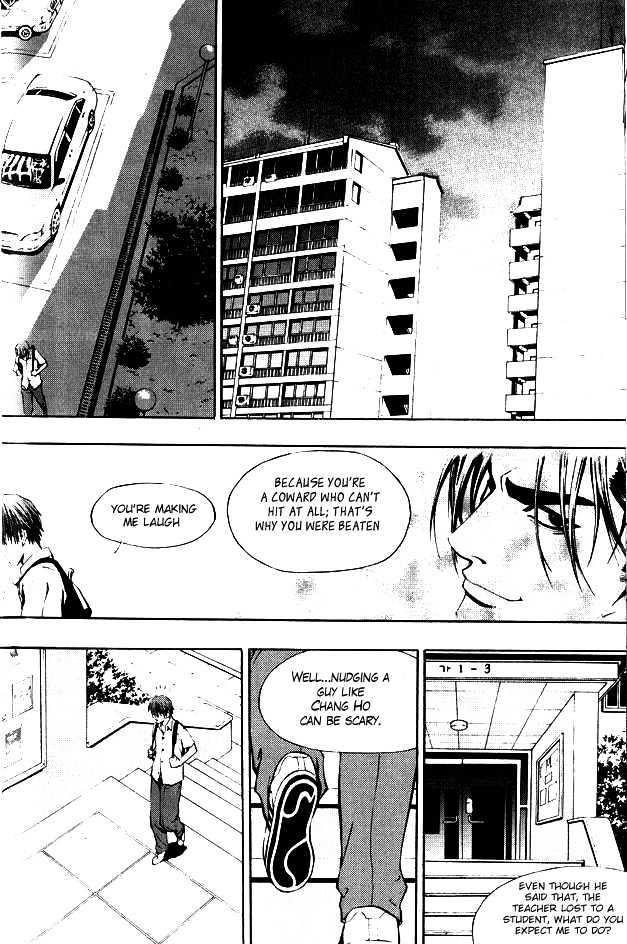 BECAUSE YOU'RE
A COWARD WHO CAN'T
HIT AT ALL; THAT'S
WHY YOU WERE BEATEN
YOU'RE MAKING
ME LAUGH
WELL...NUDGING A
GUY LIKE
CHANG HO
CAN BE SCARY.
가 1 - 3
EVEN THOUGH HE
SAID THAT, THE
TEACHER LOST TO A
STUDENT, WHAT DO YOU
EXPECT ME TO DO?